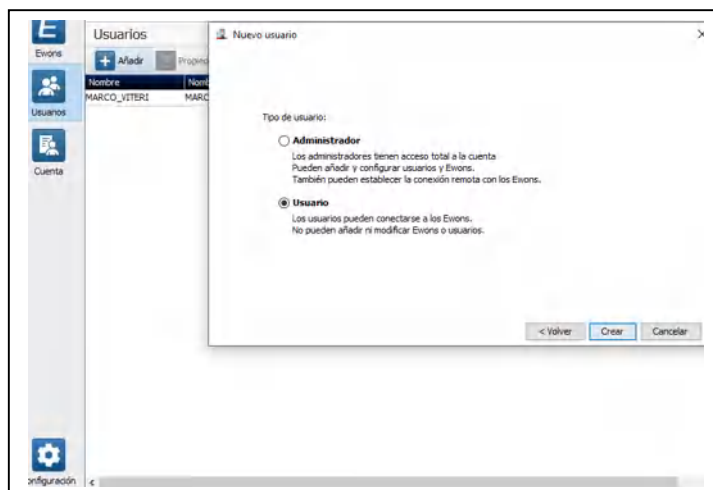 Ewons
Usuarios
Cuenta
onfiguración
Usuarios
Añadir
Nombre
MARCO_VITERI MARC
Nuevo usuario
Tipo de usuario:
Administrador
Los administradores tienen acceso total a la cuenta
Pueden añadir y configurar usuarios y Ewons.
También pueden establecer la conexión remota con los Ewons.
Usuario
Los usuarios pueden conectarse a los Ewons.
No pueden añadir ni modificar Ewons o usuarios.
< Volver Crear Cancelar